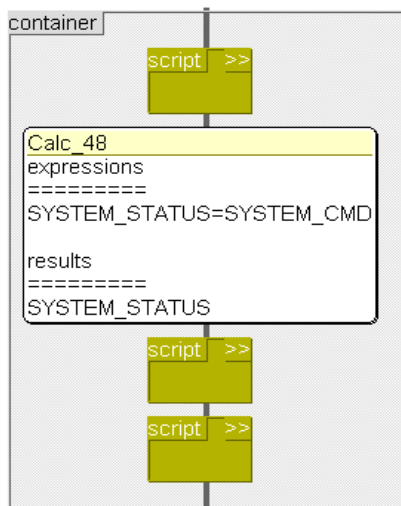 container
script >>
Calc_48
expressions
=========
SYSTEM_STATUS=SYSTEM_CMD
results
=========
SYSTEM_STATUS
script >>
script >>